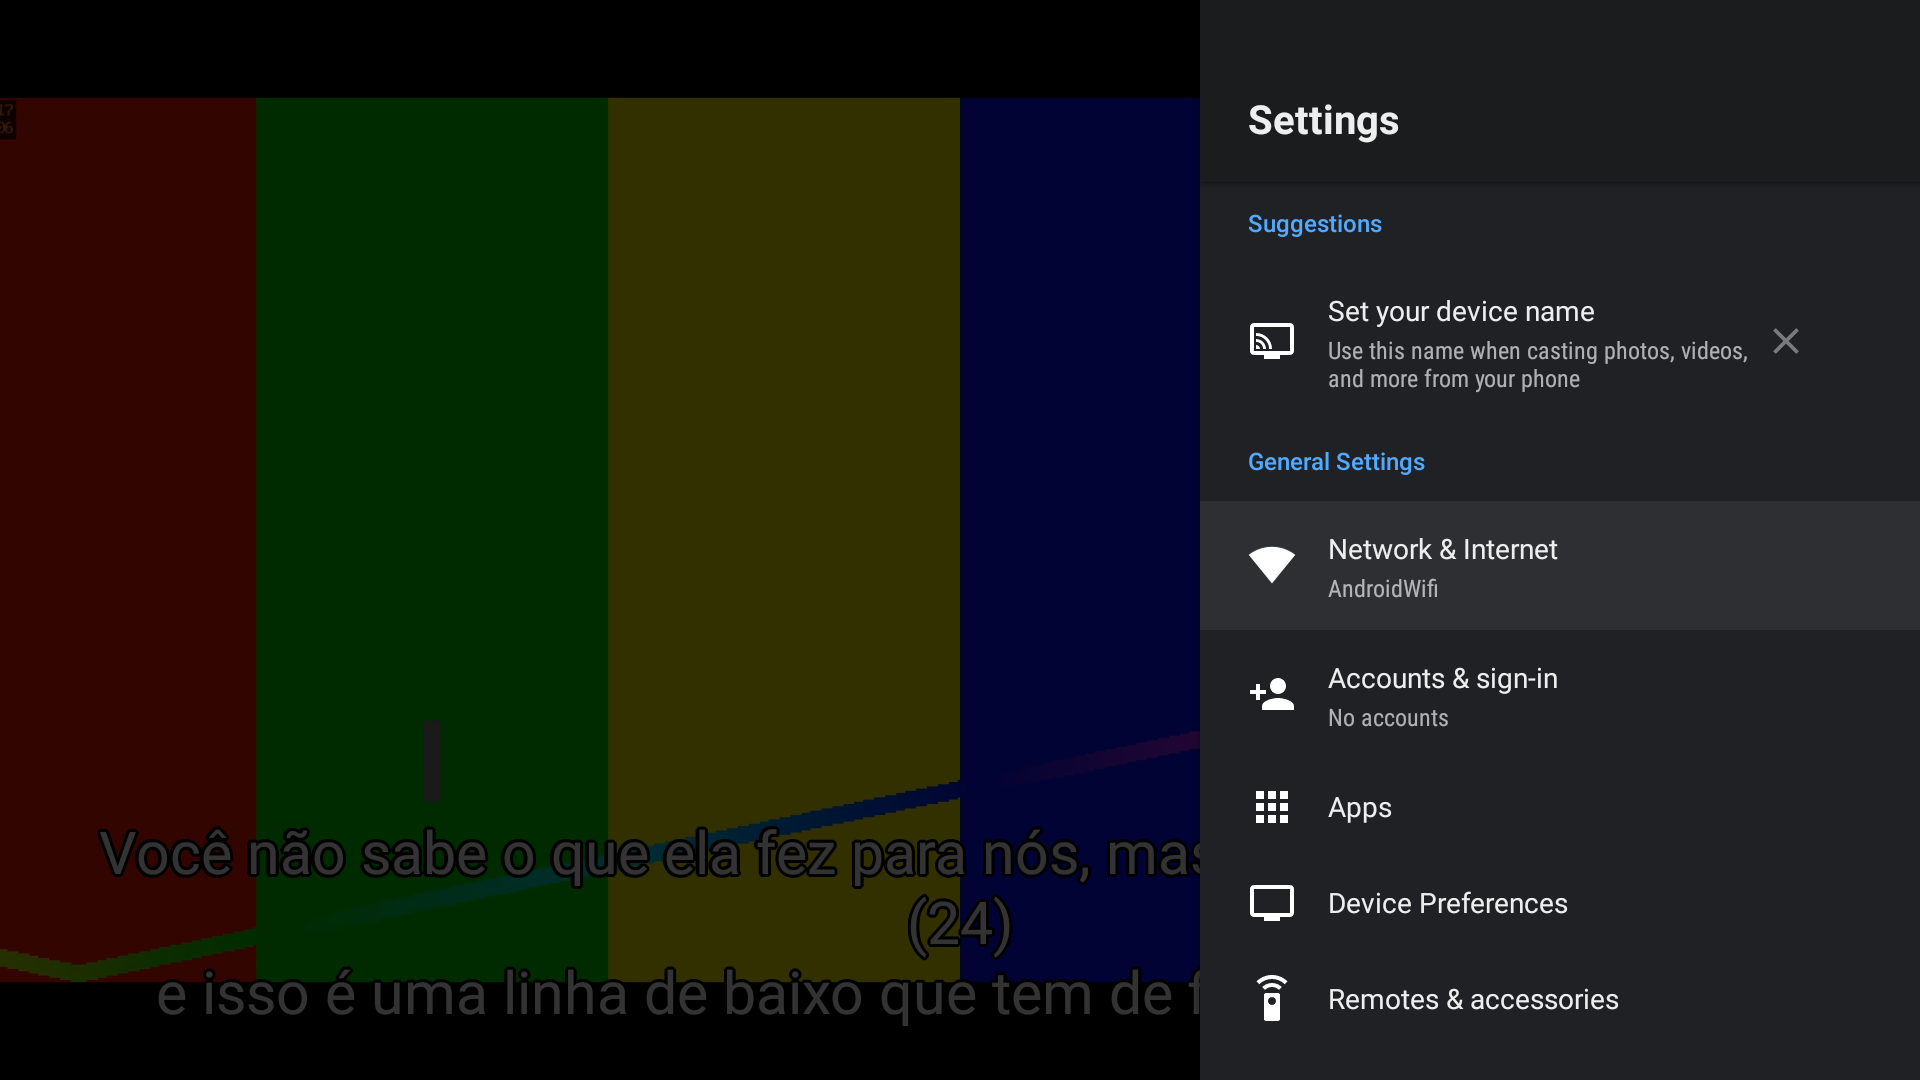 17
06
Settings
Suggestions
Set your device name
Use this name when casting photos, videos,
and more from your phone
General Settings
Network & Internet
AndroidWifi
Accounts & sign-in
No accounts
Apps
Device Preferences
Remotes & accessories
Você não sabe o que ela fez para nós, mas
(24)
e isso é uma linha de baixo que tem de